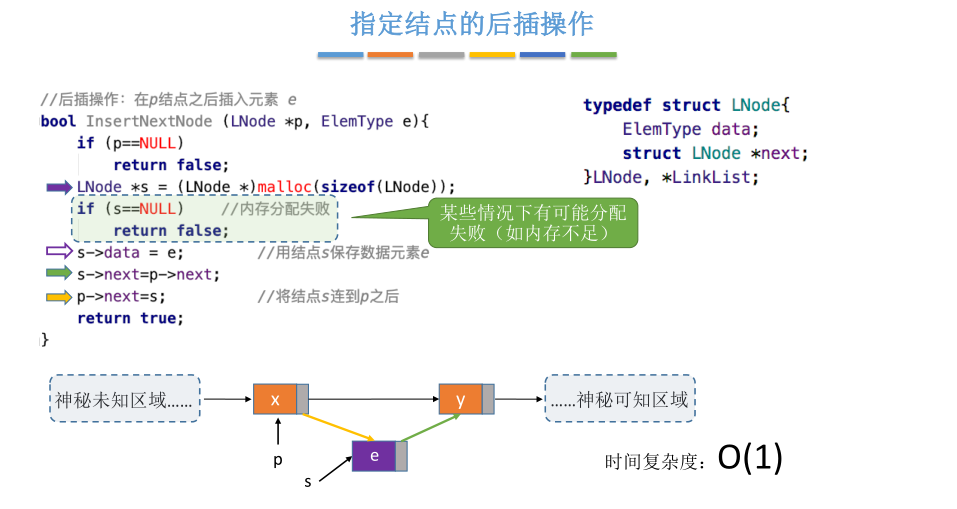 指定结点的后插操作
//后插操作：在p结点之后插入元素 e
bool InsertNextNode (LNode *p, ElemType e){
if (p==NULL)
return false;
LNode *s = (LNode *)malloc(sizeof(LNode));
if (s==NULL) //内存分配失败
return false;
s->data = e; //用结点s保存数据元素e
s->next=p->next;
p->next=s; //将结点s连到p之后
return true;
}
typedef struct LNode{
ElemType data;
struct LNode *next;
}LNode, *LinkList;
某些情况下有可能分配
失败（如内存不足）
神秘未知区域……
x
y
……神秘可知区域
p
e
s
时间复杂度：O(1)